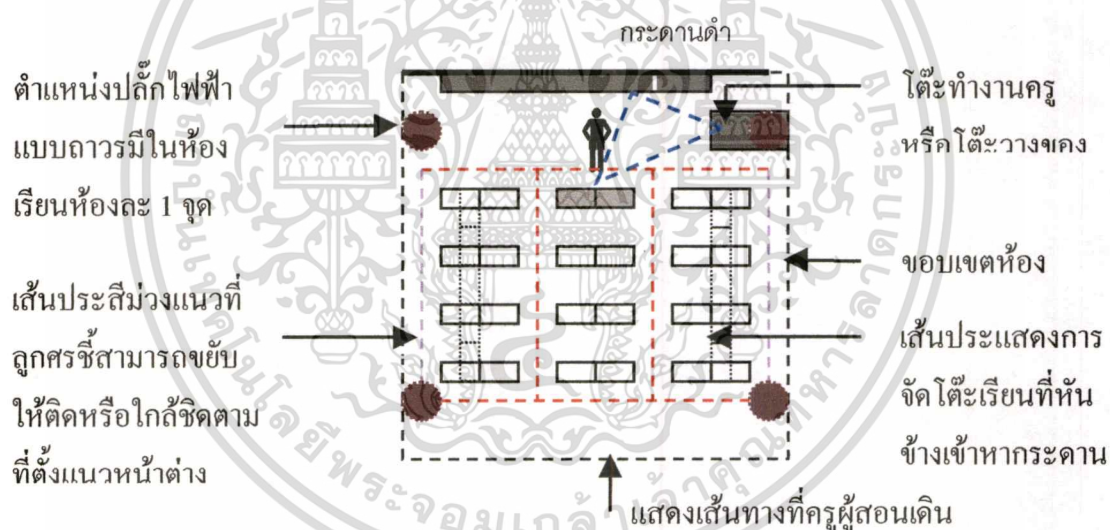 กระดานดำ
ตำแหน่งปลั๊กไฟฟ้า
แบบถาวรมีในห้อง
เรียนห้องละ 1 จุด
โต๊ะทำงานครู
หรือโต๊ะวางของ
ขอบเขตห้อง
เส้นประสีม่วงแนวที่
ลูกศรชี้สามารถขยับ
ให้ติดหรือใกล้ชิดตาม
ที่ตั้งแนวหน้าต่าง
เส้นประแสดงการ
จัดโต๊ะเรียนที่หัน
ข้างเข้าหากระดาน
แสดงเส้นทางที่ครูผู้สอนเดิน